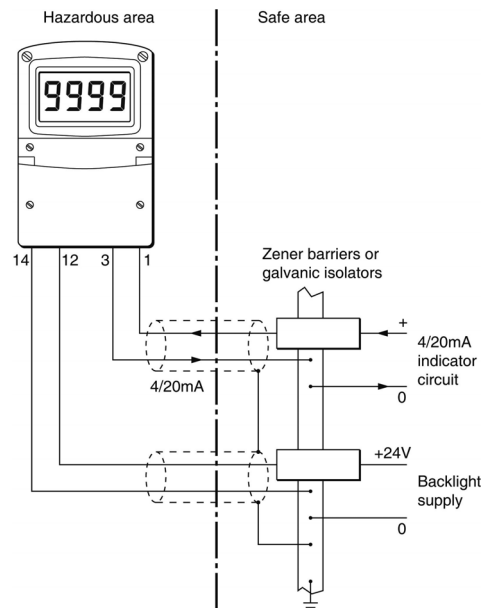 Hazardous area
Safe area
9999
14
12
3
1
Zener barriers or
galvanic isolators
+
4/20mA
indicator
circuit
0
4/20mA
+24V
Backlight
supply
0